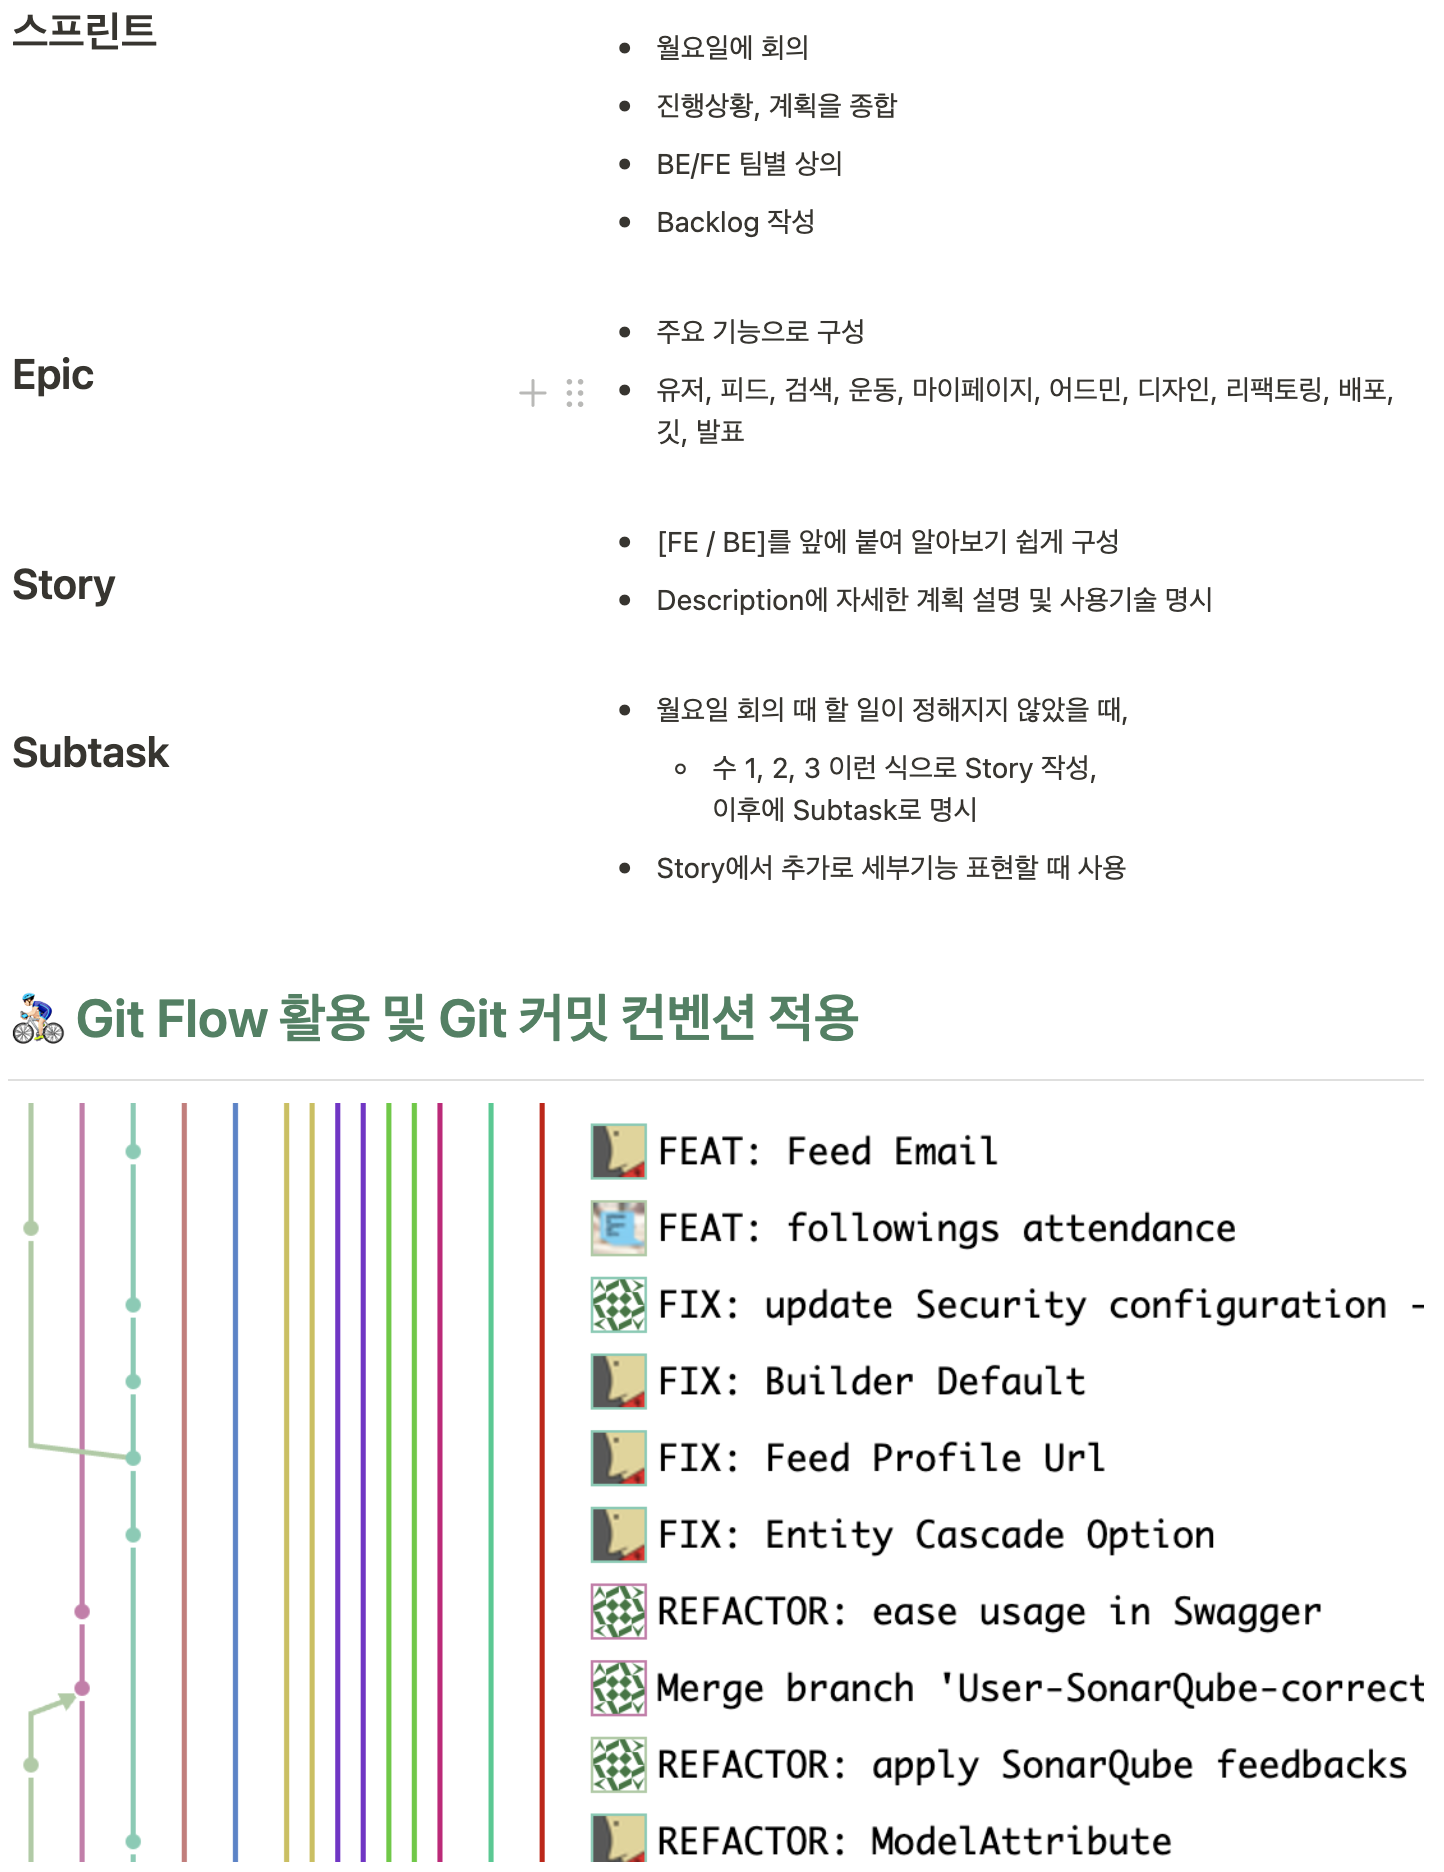 스프린트
월요일에 회의
진행상황, 계획을 종합
BE/FE 팀별 상의
Backlog 작성
Epic
주요 기능으로 구성
유저, 피드, 검색, 운동, 마이페이지, 어드민, 디자인, 리팩토링, 배포,
깃, 발표
Story
[FE / BE]를 앞에 붙여 알아보기 쉽게 구성
Description에 자세한 계획 설명 및 사용기술 명시
Subtask
월요일 회의 때 할 일이 정해지지 않았을 때,
수 1, 2, 3 이런 식으로 Story 작성,
이후에 Subtask로 명시
Story에서 추가로 세부기능 표현할 때 사용
Git Flow 활용 및 Git 커밋 컨벤션 적용
FEAT: Feed Email
FEAT: followings attendance
FIX: update Security configuration -
FIX: Builder Default
FIX: Feed Profile Url
FIX: Entity Cascade Option
REFACTOR: ease usage in Swagger
Merge branch 'User-SonarQube-correct
REFACTOR: apply SonarQube feedbacks
REFACTOR: ModelAttribute